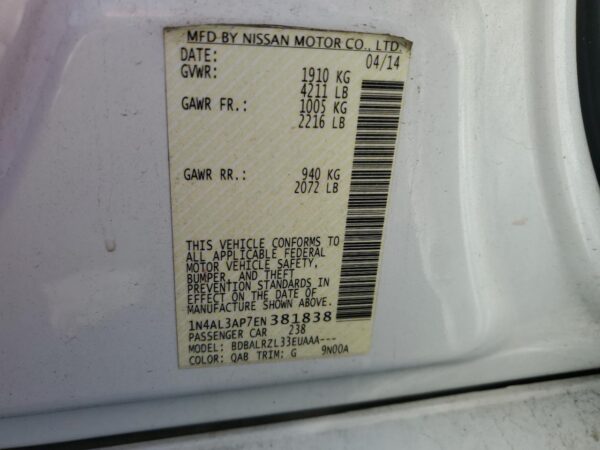 MFD BY NISSAN MOTOR CO., LTD.
DATE: 04/14
GVWR: 1910 KG
4211 LB
GAWR FR.: 1005 KG
2216 LB
GAWR RR.: 940 KG
2072 LB
THIS VEHICLE CONFORMS TO
ALL APPLICABLE FEDERAL
MOTOR VEHICLE SAFETY,
BUMPER, AND THEFT
PREVENTION STANDARDS IN
EFFECT ON THE DATE OF
MANUFACTURE SHOWN ABOVE.
1N4AL3AP7EN381838
PASSENGER CAR 238
MODEL: BDBALRZL33EUAAA---
COLOR: QAB TRIM: G 9N00A